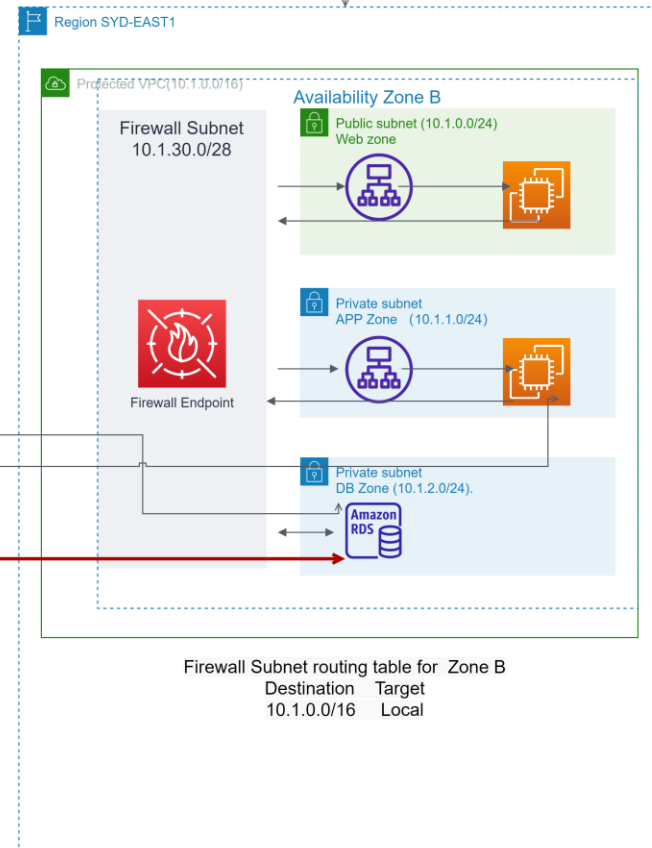 Region SYD-EAST1
Protected VPC(10.1.0.0/16)
Availability Zone B
Firewall Subnet
10.1.30.0/28
Public subnet (10.1.0.0/24)
Web zone
Private subnet
APP Zone (10.1.1.0/24)
Firewall Endpoint
Private subnet
DB Zone (10.1.2.0/24).
Amazon
RDS
Firewall Subnet routing table for Zone B
Destination Target
10.1.0.0/16 Local